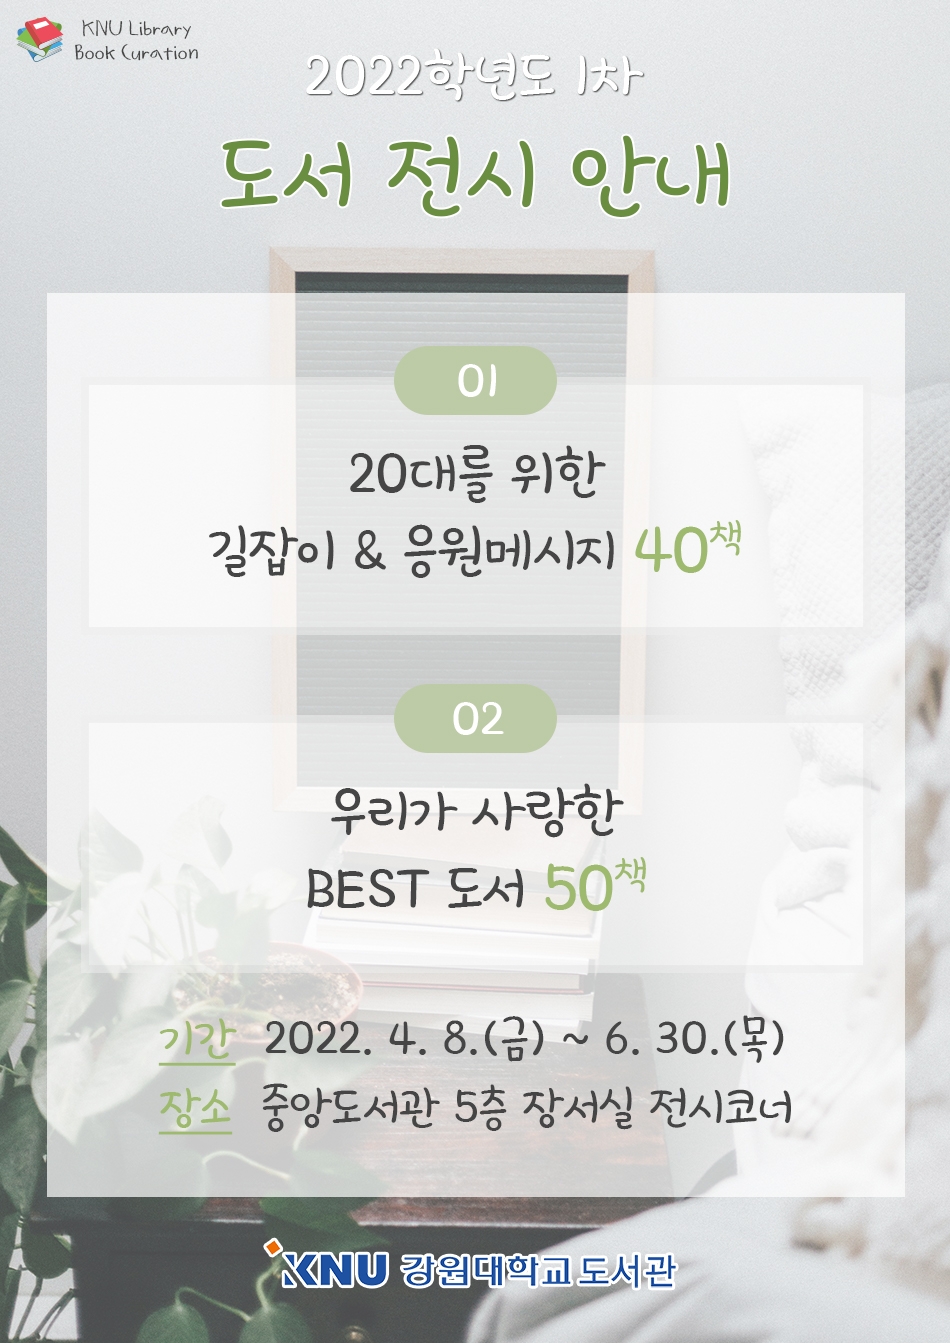 KNU Library
Book Curation
2022학년도 1차
도서 전시 안내
01
20대를 위한
길잡이 & 응원메시지 40책
02
우리가 사랑한
BEST 도서 50책
기간 2022. 4. 8.(금) ~ 6. 30.(목)
장소 중앙도서관 5층 장서실 전시코너
KNU 강원대학교도서관